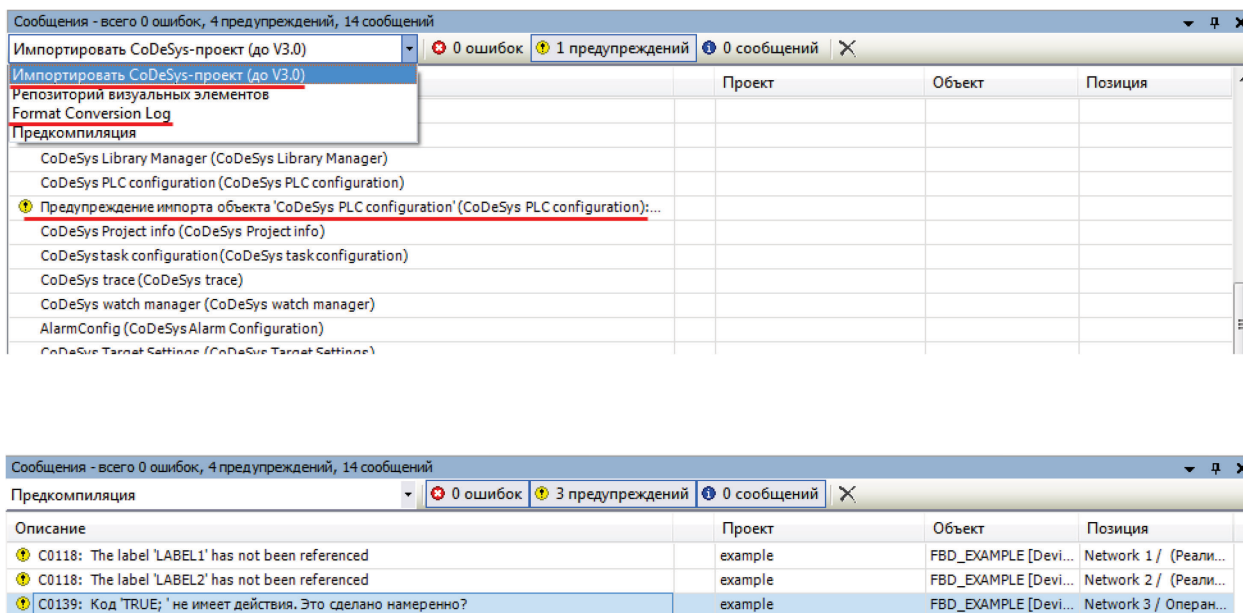 Сообщения - всего 0 ошибок, 4 предупреждений, 14 сообщений
Импортировать CoDeSys-проект (до V3.0) 0 ошибок 1 предупреждений 0 сообщений
Импортировать CoDeSys-проект (до V3.0) Проект Объект Позиция
Репозиторий визуальных элементов
Format Conversion Log
Предкомпиляция
CoDeSys Library Manager (CoDeSys Library Manager)
CoDeSys PLC configuration (CoDeSys PLC configuration)
Предупреждение импорта объекта 'CoDeSys PLC configuration' (CoDeSys PLC configuration):...
CoDeSys Project info (CoDeSys Project info)
CoDeSys task configuration (CoDeSys task configuration)
CoDeSys trace (CoDeSys trace)
CoDeSys watch manager (CoDeSys watch manager)
AlarmConfig (CoDeSys Alarm Configuration)
CoDeSys Target Settings (CoDeSys Target Settings)
Сообщения - всего 0 ошибок, 4 предупреждений, 14 сообщений
Предкомпиляция 0 ошибок 3 предупреждений 0 сообщений
Описание Проект Объект Позиция
C0118: The label 'LABEL1' has not been referenced example FBD_EXAMPLE [Devi... Network 1 / (Реали...
C0118: The label 'LABEL2' has not been referenced example FBD_EXAMPLE [Devi... Network 2 / (Реали...
C0139: Код 'TRUE; ' не имеет действия. Это сделано намеренно? example FBD_EXAMPLE [Devi... Network 3 / Операн...